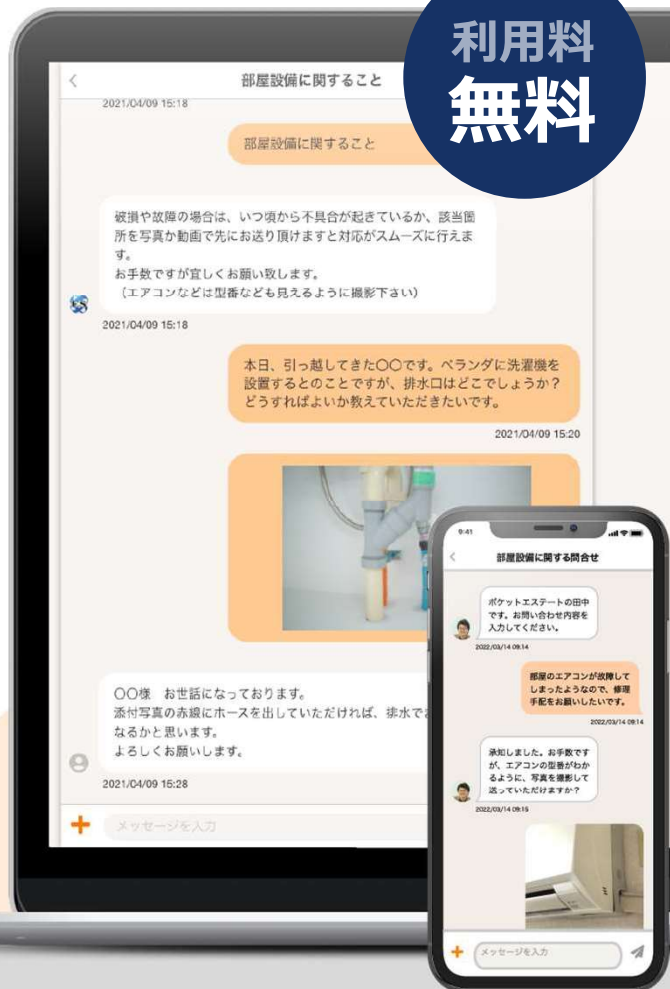 利用料
無料
部屋設備に関すること
2021/04/09 15:18
部屋設備に関すること
破損や故障の場合は、いつ頃から不具合が起きているか、該当箇
所を写真か動画で先にお送り頂けますと対応がスムーズに行えま
す。
お手数ですが宜しくお願い致します。
（エアコンなどは型番なども見えるように撮影下さい）
2021/04/09 15:18
本日、引っ越してきた〇〇です。ベランダに洗濯機を
設置するとのことですが、排水口はどこでしょうか？
どうすればよいか教えていただきたいです。
2021/04/09 15:20
〇〇様　お世話になっております。
添付写真の赤線にホースを出していただければ、排水で
なるかと思います。
よろしくお願いします。
2021/04/09 15:28
メッセージを入力
9:41
部屋設備に関する問合せ
ポケットエステートの田中
です。お問い合わせ内容を
入力してください。
2022/03/14 09:14
部屋のエアコンが故障して
しまったようなので、修理
手配をお願いしたいです。
2022/03/14 09:14
承知しました。お手数です
が、エアコンの型番がわか
るように、写真を撮影して
送っていただけますか？
2022/03/14 09:15
メッセージを入力